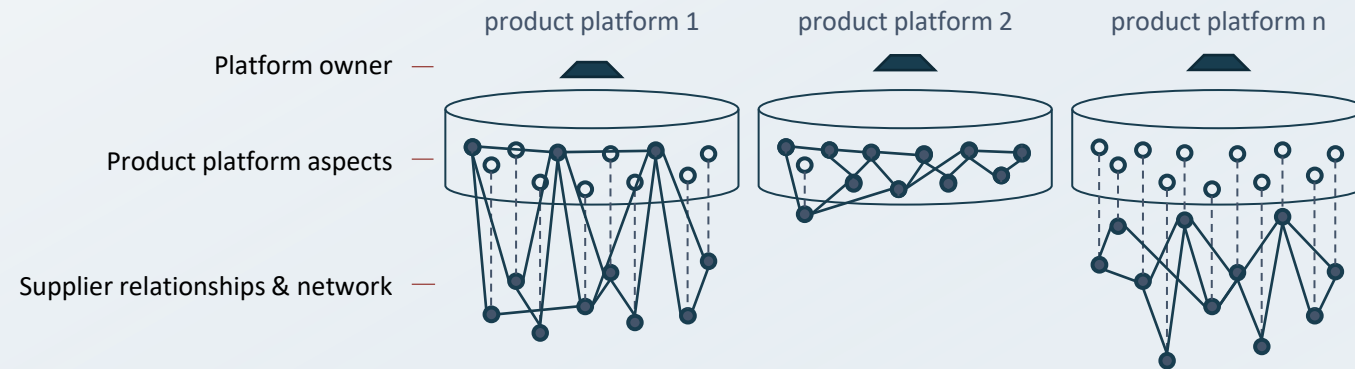 product platform 1
product platform 2
product platform n
Platform owner
Product platform aspects
Supplier relationships & network